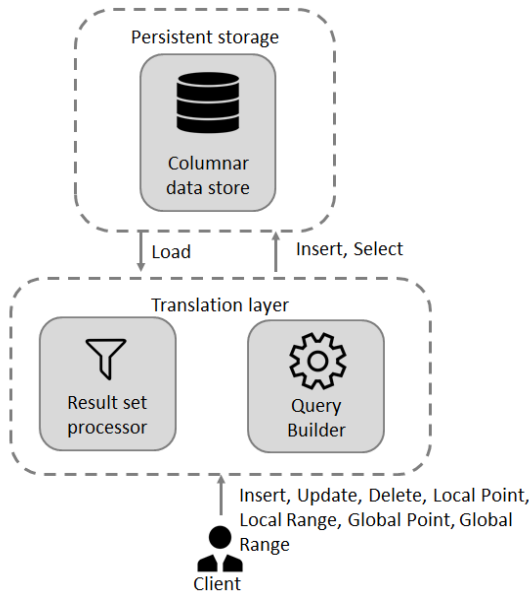 Persistent storage
Columnar
data store
Load
Insert, Select
Translation layer
Result set
processor
Query
Builder
Insert, Update, Delete, Local Point,
Local Range, Global Point, Global
Range
Client